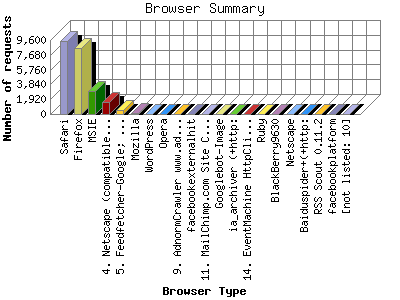 Browser Summary
Number of requests
9,600
7,680
5,760
3,840
1,920
0
Safari
Firefox
MSIE
4. Netscape (compatible...
5. Feedfetcher-Google; ...
Mozilla
WordPress
Opera
9. AdnormCrawler www.ad...
facebookexternalhit
11. MailChimp.com Site C...
Googlebot-Image
ia_archiver (+http:
14. EventMachine HttpCli...
Ruby
BlackBerry9630
Netscape
Baiduspider+(+http:
RSS Scout 0.11.2
facebookplatform
[not listed: 10]
Browser Type